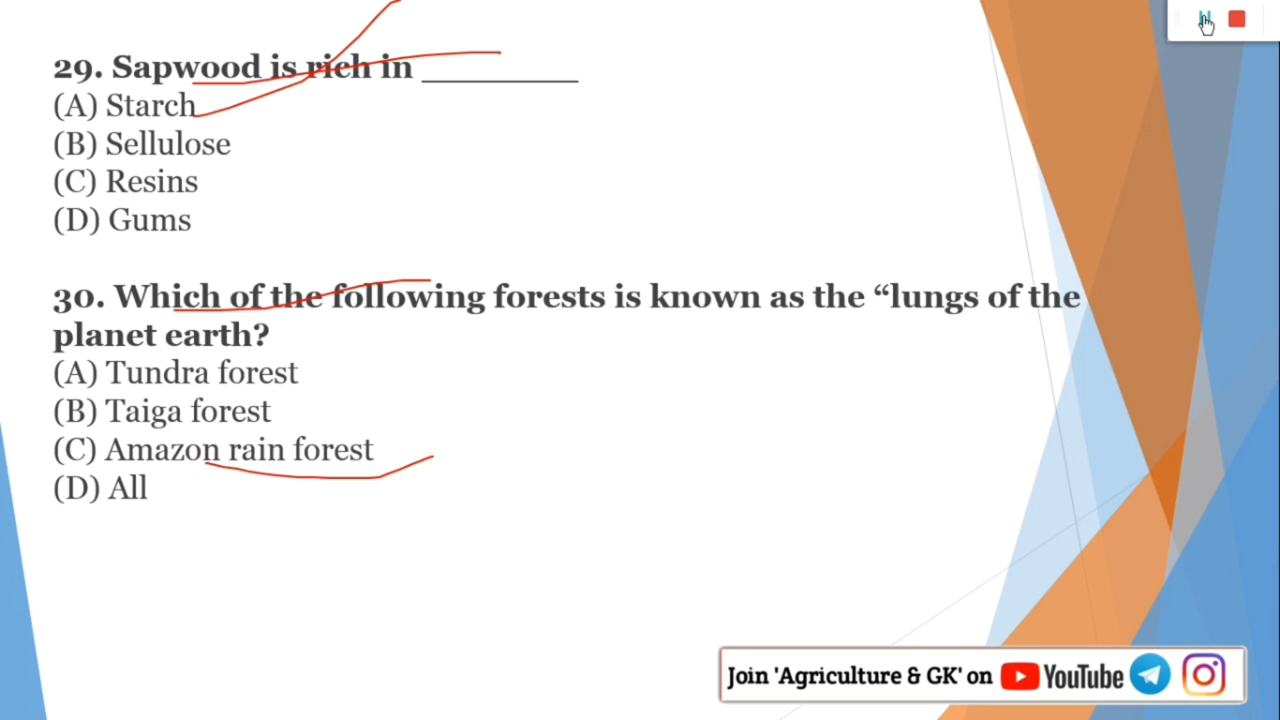 29. Sapwood is rich in __________
(A) Starch
(B) Sellulose
(C) Resins
(D) Gums
30. Which of the following forests is known as the “lungs of the
planet earth?
(A) Tundra forest
(B) Taiga forest
(C) Amazon rain forest
(D) All
Join 'Agriculture & GK' on YouTube